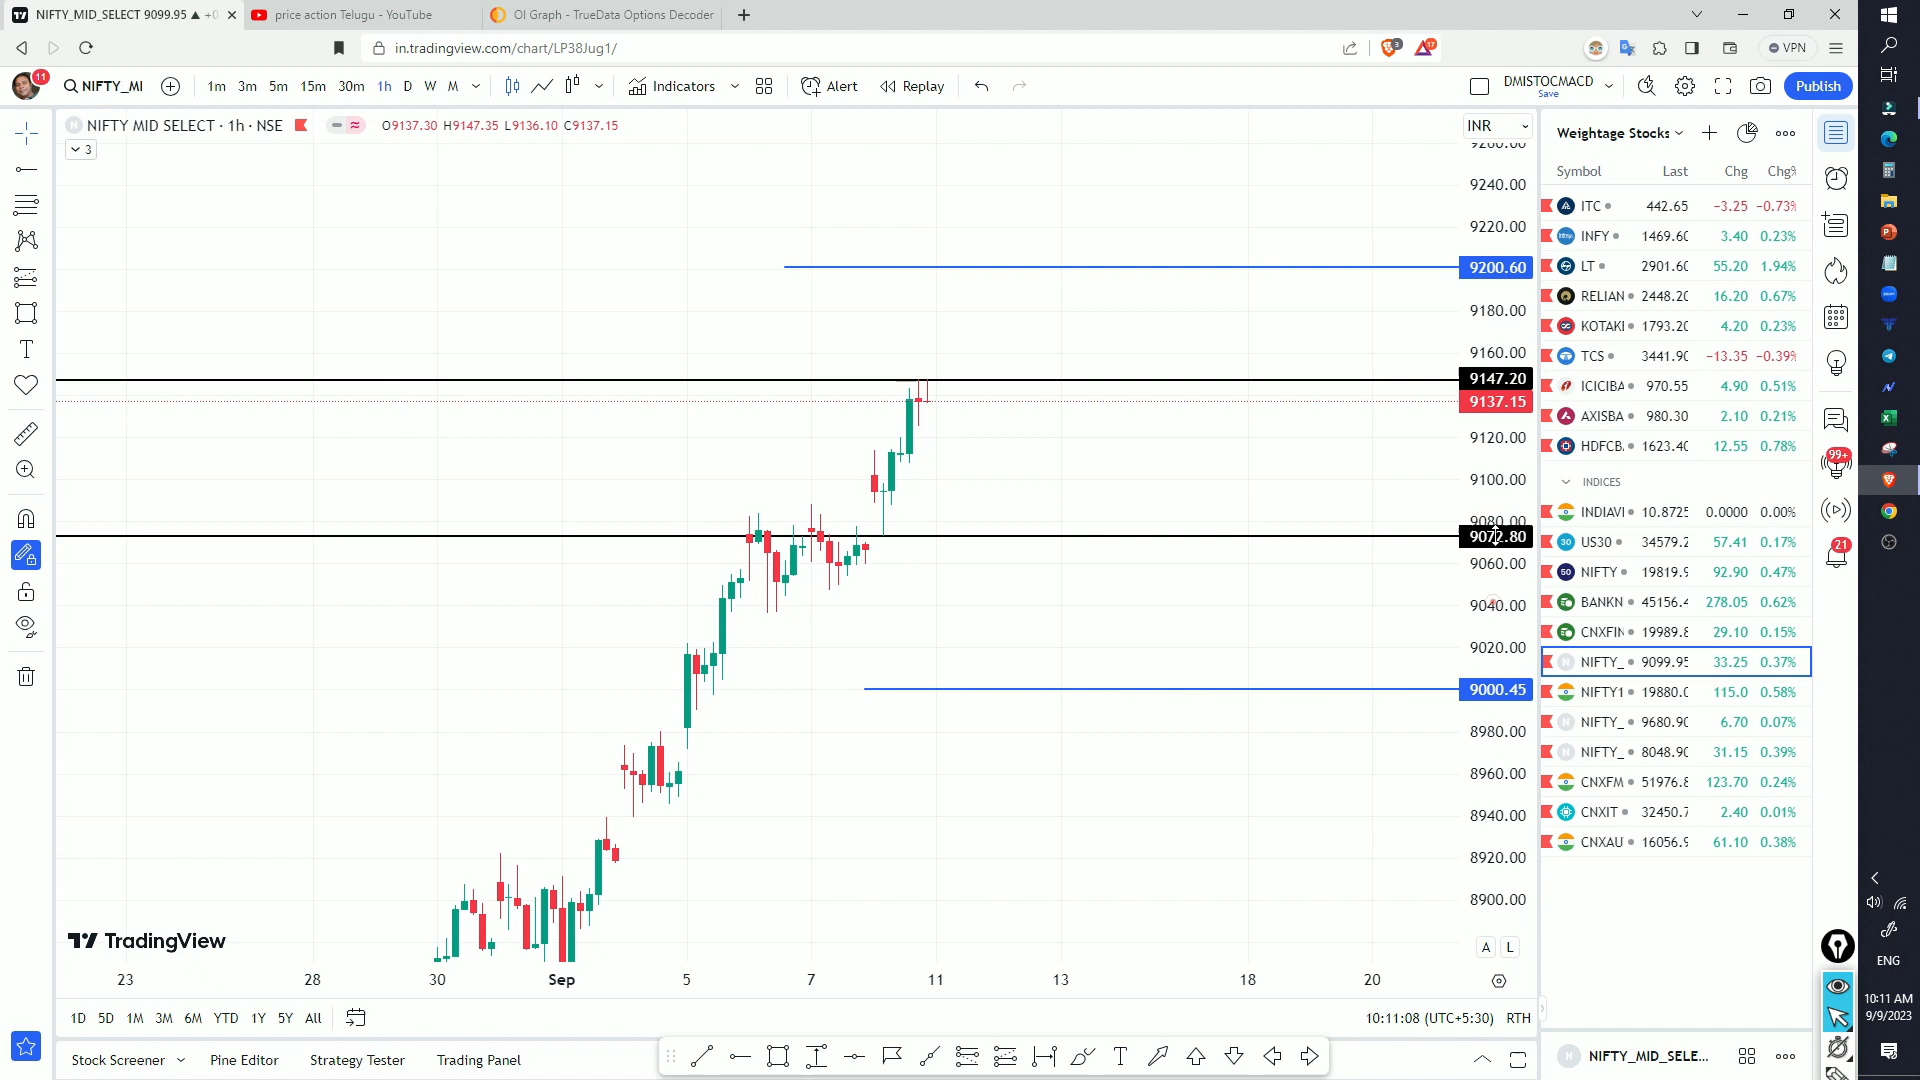 NIFTY_MID_SELECT 9099.95 ▲ +0
price action Telugu - YouTube
OI Graph - TrueData Options Decoder
in.tradingview.com/chart/LP38Jug1/
3
17
VPN
11
NIFTY_MI
1m 3m 5m 15m 30m 1h D W M
Indicators
Alert
Replay
DMISTOCMACD
Save
Publish
NIFTY MID SELECT · 1h · NSE
O9137.30 H9147.35 L9136.10 C9137.15
3
INR
9260.00
9240.00
9220.00
9200.60
9180.00
9160.00
9147.20
9137.15
9120.00
9100.00
9080.00
9072.80
9060.00
9040.00
9020.00
9000.45
8980.00
8960.00
8940.00
8920.00
8900.00
A L
TradingView
23 28 30 Sep 5 7 11 13 18 20
1D 5D 1M 3M 6M YTD 1Y 5Y All
10:11:08 (UTC+5:30) RTH
Stock Screener
Pine Editor
Strategy Tester
Trading Panel
Weightage Stocks
Symbol Last Chg Chg%
ITC 442.65 −3.25 −0.73%
INFY 1469.60 3.40 0.23%
LT 2901.60 55.20 1.94%
RELIAN 2448.20 16.20 0.67%
KOTAKI 1793.20 4.20 0.23%
TCS 3441.90 −13.35 −0.39%
ICICIBA 970.55 4.90 0.51%
AXISBA 980.30 2.10 0.21%
HDFCB 1623.40 12.55 0.78%
INDICES
INDIAVI 10.8725 0.0000 0.00%
US30 34579.2 57.41 0.17%
NIFTY 19819.9 92.90 0.47%
BANKN 45156.4 278.05 0.62%
CNXFIN 19989.8 29.10 0.15%
NIFTY_ 9099.95 33.25 0.37%
NIFTY1 19880.0 115.0 0.58%
NIFTY_ 9680.90 6.70 0.07%
NIFTY_ 8048.90 31.15 0.39%
CNXFM 51976.8 123.70 0.24%
CNXIT 32450.7 2.40 0.01%
CNXAU 16056.9 61.10 0.38%
NIFTY_MID_SELE...
99+
21
ENG
10:11 AM
9/9/2023